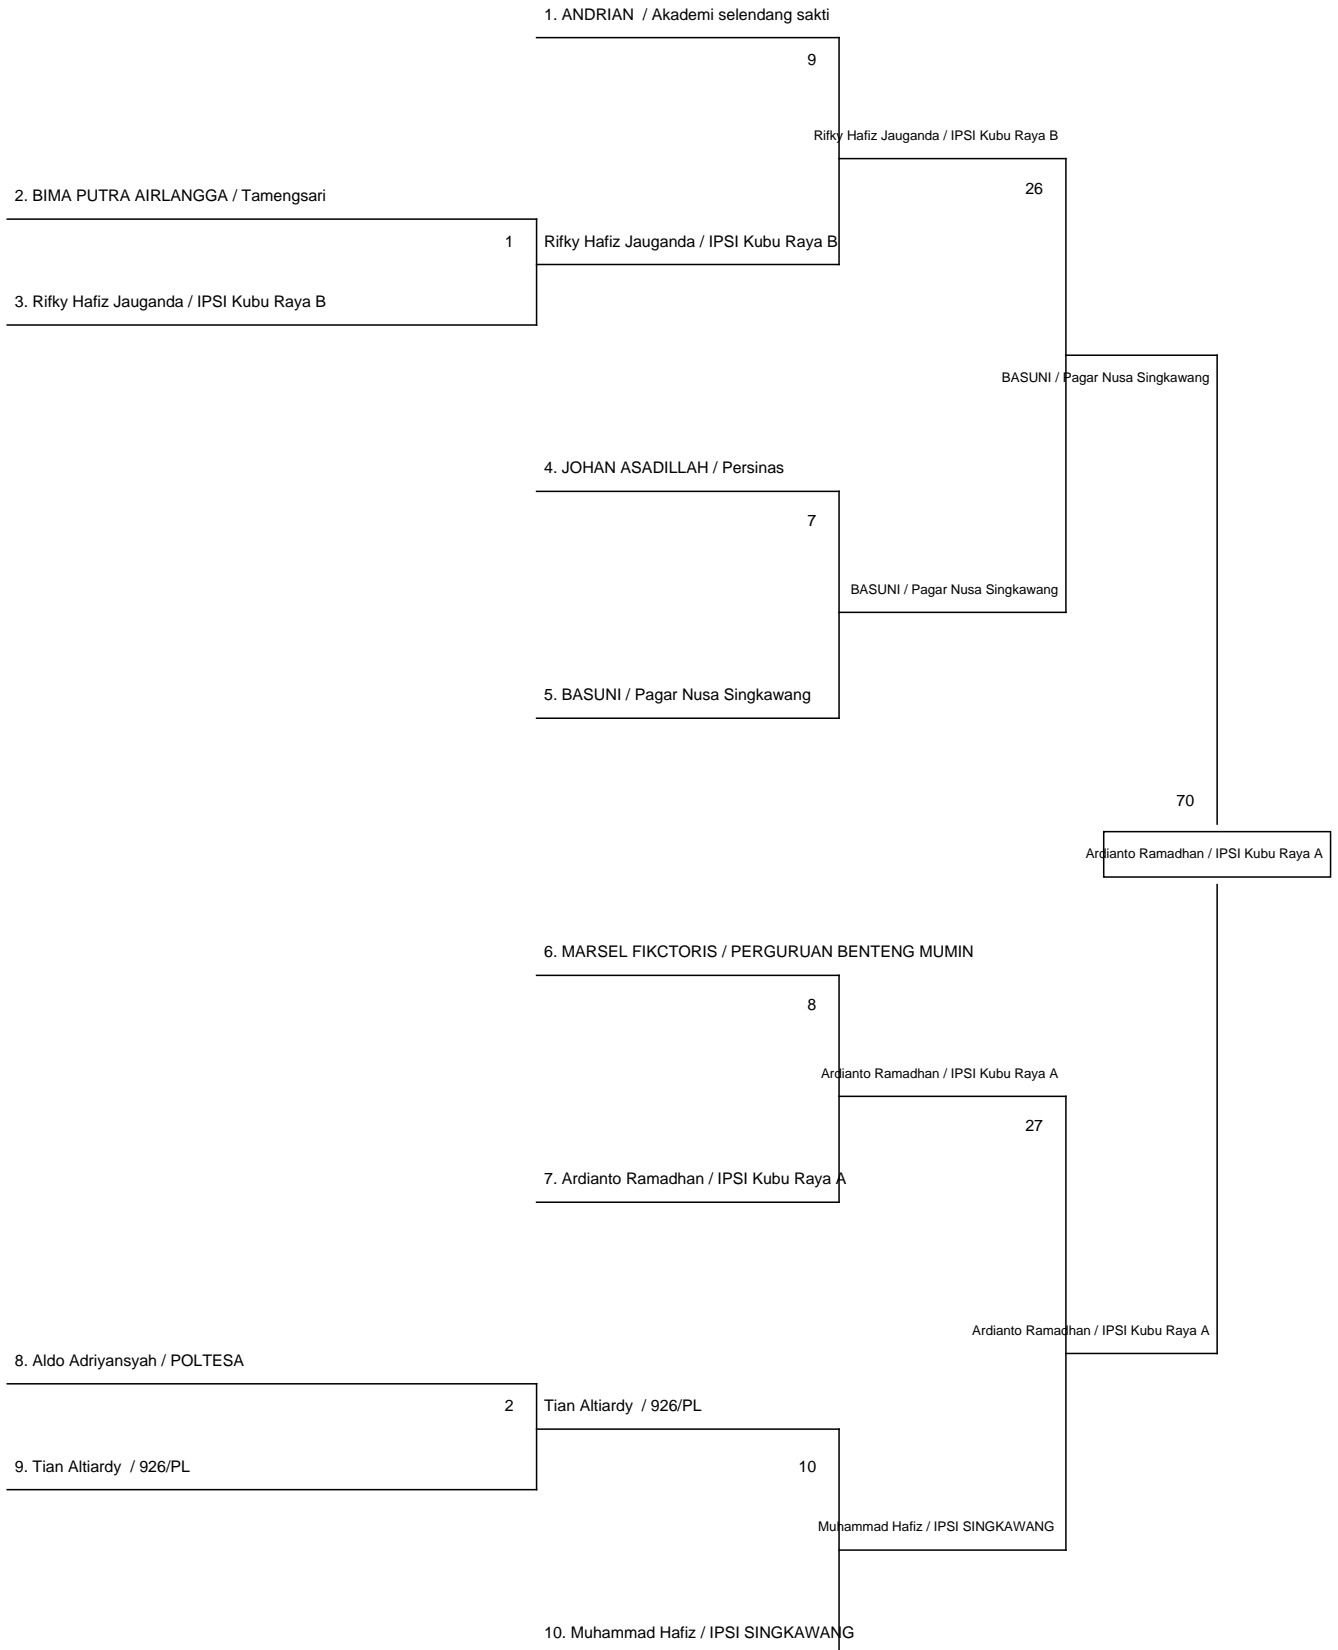 1. ANDRIAN  / Akademi selendang sakti
9
Rifky Hafiz Jauganda / IPSI Kubu Raya B
26
2. BIMA PUTRA AIRLANGGA / Tamengsari
1
Rifky Hafiz Jauganda / IPSI Kubu Raya B
3. Rifky Hafiz Jauganda / IPSI Kubu Raya B
BASUNI / Pagar Nusa Singkawang
4. JOHAN ASADILLAH / Persinas
7
BASUNI / Pagar Nusa Singkawang
5. BASUNI / Pagar Nusa Singkawang
70
Ardianto Ramadhan / IPSI Kubu Raya A
6. MARSEL FIKCTORIS / PERGURUAN BENTENG MUMIN
8
Ardianto Ramadhan / IPSI Kubu Raya A
27
7. Ardianto Ramadhan / IPSI Kubu Raya A
Ardianto Ramadhan / IPSI Kubu Raya A
8. Aldo Adriyansyah / POLTESA
2
Tian Altiardy  / 926/PL
9. Tian Altiardy  / 926/PL
10
Muhammad Hafiz / IPSI SINGKAWANG
10. Muhammad Hafiz / IPSI SINGKAWANG